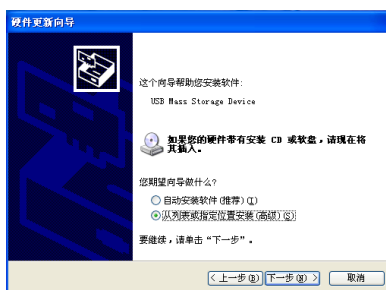 硬件更新向导
这个向导帮助您安装软件:
USB Mass Storage Device
如果您的硬件带有安装 CD 或软盘，请现在将
其插入。
您期望向导做什么?
自动安装软件(推荐)(I)
从列表或指定位置安装(高级)(S)
要继续，请单击“下一步”。
< 上一步(B) 下一步(N) > 取消